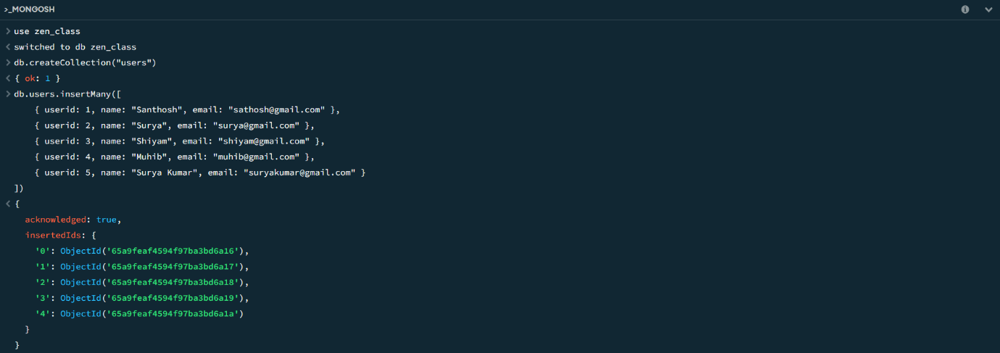 >_MONGOSH
> use zen_class
< switched to db zen_class
> db.createCollection("users")
< { ok: 1 }
> db.users.insertMany([
    { userid: 1, name: "Santhosh", email: "sathosh@gmail.com" },
    { userid: 2, name: "Surya", email: "surya@gmail.com" },
    { userid: 3, name: "Shiyam", email: "shiyam@gmail.com" },
    { userid: 4, name: "Muhib", email: "muhib@gmail.com" },
    { userid: 5, name: "Surya Kumar", email: "suryakumar@gmail.com" }
])
< {
  acknowledged: true,
  insertedIds: {
    '0': ObjectId('65a9feaf4594f97ba3bd6a16'),
    '1': ObjectId('65a9feaf4594f97ba3bd6a17'),
    '2': ObjectId('65a9feaf4594f97ba3bd6a18'),
    '3': ObjectId('65a9feaf4594f97ba3bd6a19'),
    '4': ObjectId('65a9feaf4594f97ba3bd6a1a')
  }
}